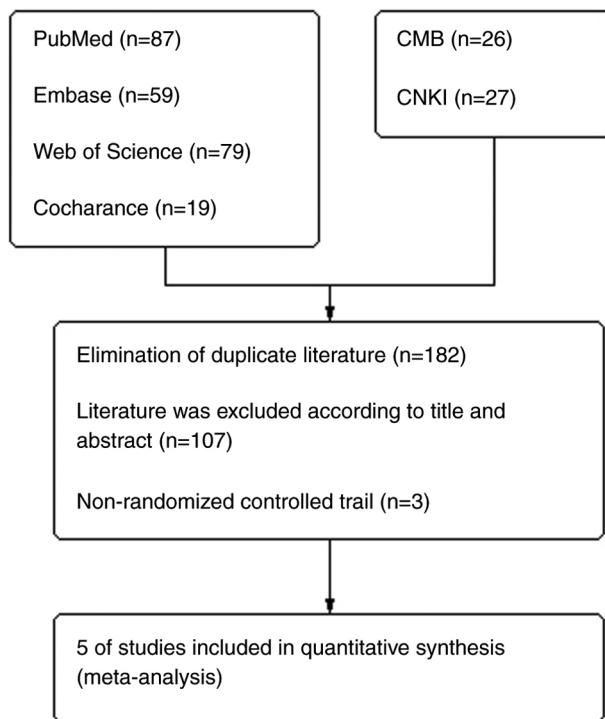 PubMed (n=87)
Embase (n=59)
Web of Science (n=79)
Cocharance (n=19)
CMB (n=26)
CNKI (n=27)
Elimination of duplicate literature (n=182)
Literature was excluded according to title and
abstract (n=107)
Non-randomized controlled trail (n=3)
5 of studies included in quantitative synthesis
(meta-analysis)